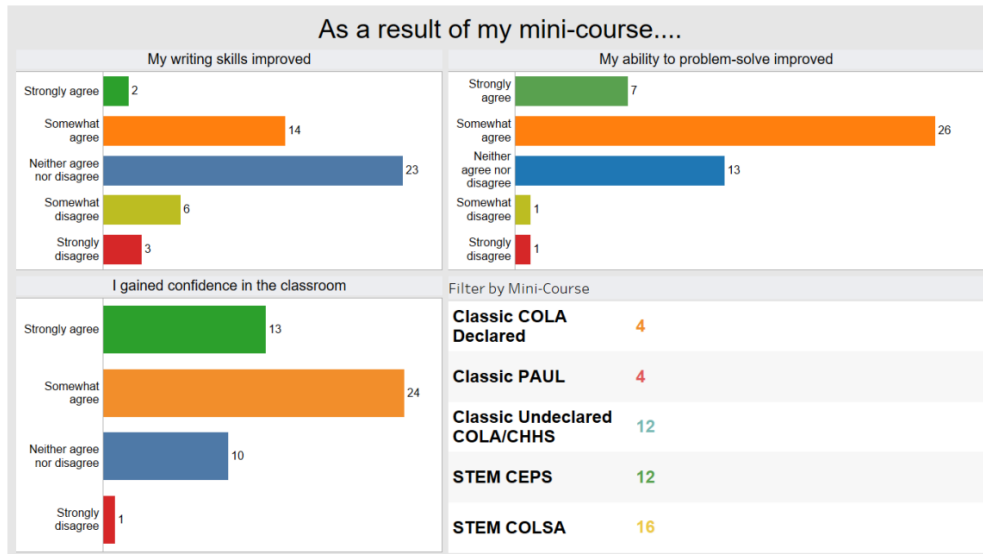 As a result of my mini-course....
My writing skills improved
Strongly agree
2
Somewhat
agree
14
Neither agree
nor disagree
23
Somewhat
disagree
6
Strongly
disagree
3
My ability to problem-solve improved
Strongly
agree
7
Somewhat
agree
26
Neither
agree nor
disagree
13
Somewhat
disagree
1
Strongly
disagree
1
I gained confidence in the classroom
Strongly agree
13
Somewhat
agree
24
Neither agree
nor disagree
10
Strongly
disagree
1
Filter by Mini-Course
Classic COLA
Declared
4
Classic PAUL
4
Classic Undeclared
COLA/CHHS
12
STEM CEPS
12
STEM COLSA
16